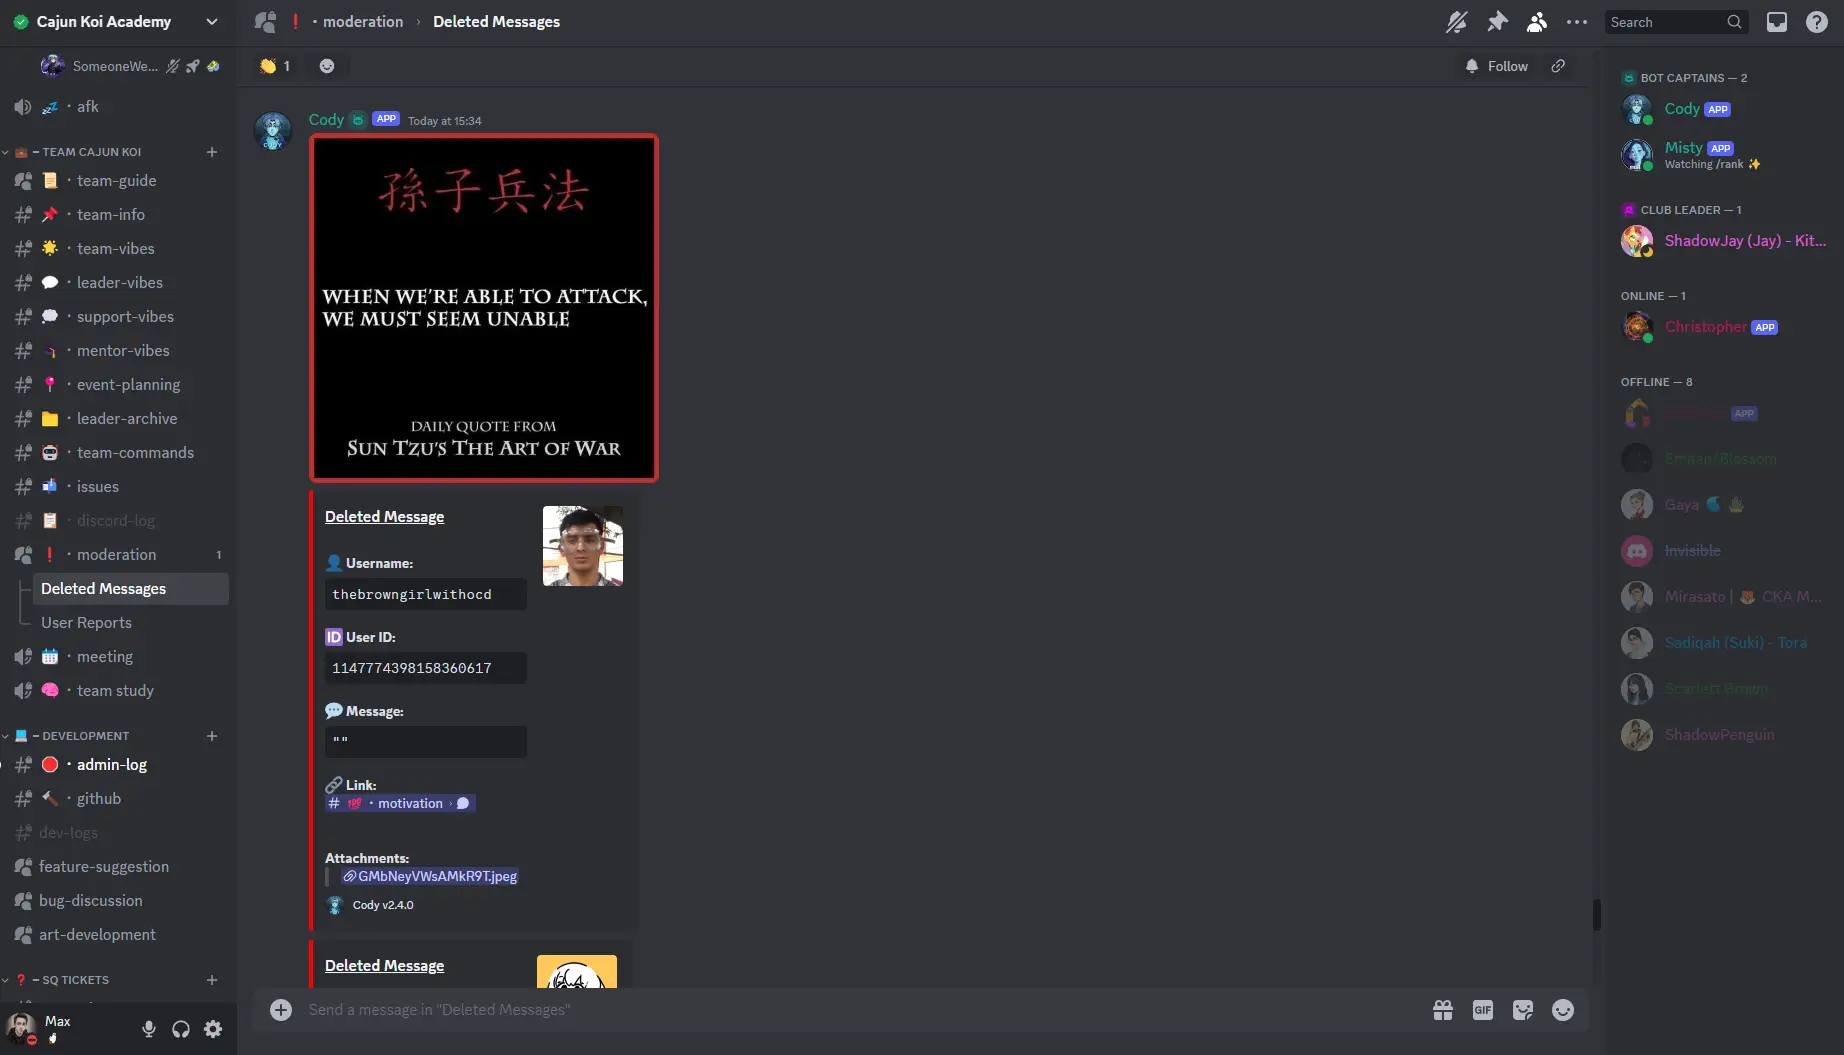 Cajun Koi Academy
SomeoneWe...
afk
– TEAM CAJUN KOI
team-guide
team-info
team-vibes
leader-vibes
support-vibes
mentor-vibes
event-planning
leader-archive
team-commands
issues
discord-log
moderation 1
Deleted Messages
User Reports
meeting
team study
– DEVELOPMENT
admin-log
github
dev-logs
feature-suggestion
bug-discussion
art-development
– SQ TICKETS
Max
moderation › Deleted Messages
Search
1
Follow
Cody APP Today at 15:34
孫子兵法
WHEN WE'RE ABLE TO ATTACK,
WE MUST SEEM UNABLE
DAILY QUOTE FROM
SUN TZU'S THE ART OF WAR
Deleted Message
Username:
thebrowngirlwithocd
ID User ID:
1147774398158360617
Message:
""
Link:
# motivation ›
Attachments:
GMbNeyVWsAMkR9T.jpeg
Cody v2.4.0
Deleted Message
Send a message in "Deleted Messages"
GIF
BOT CAPTAINS — 2
Cody APP
Misty APP
Watching /rank
CLUB LEADER — 1
ShadowJay (Jay) - Kit...
ONLINE — 1
Christopher APP
OFFLINE — 8
APP
Emaan/Blossom
Gaya
Invisible
Mirasato | CKA M...
Sadiqah (Suki) - Tora
Scarlett Brown
ShadowPenguin